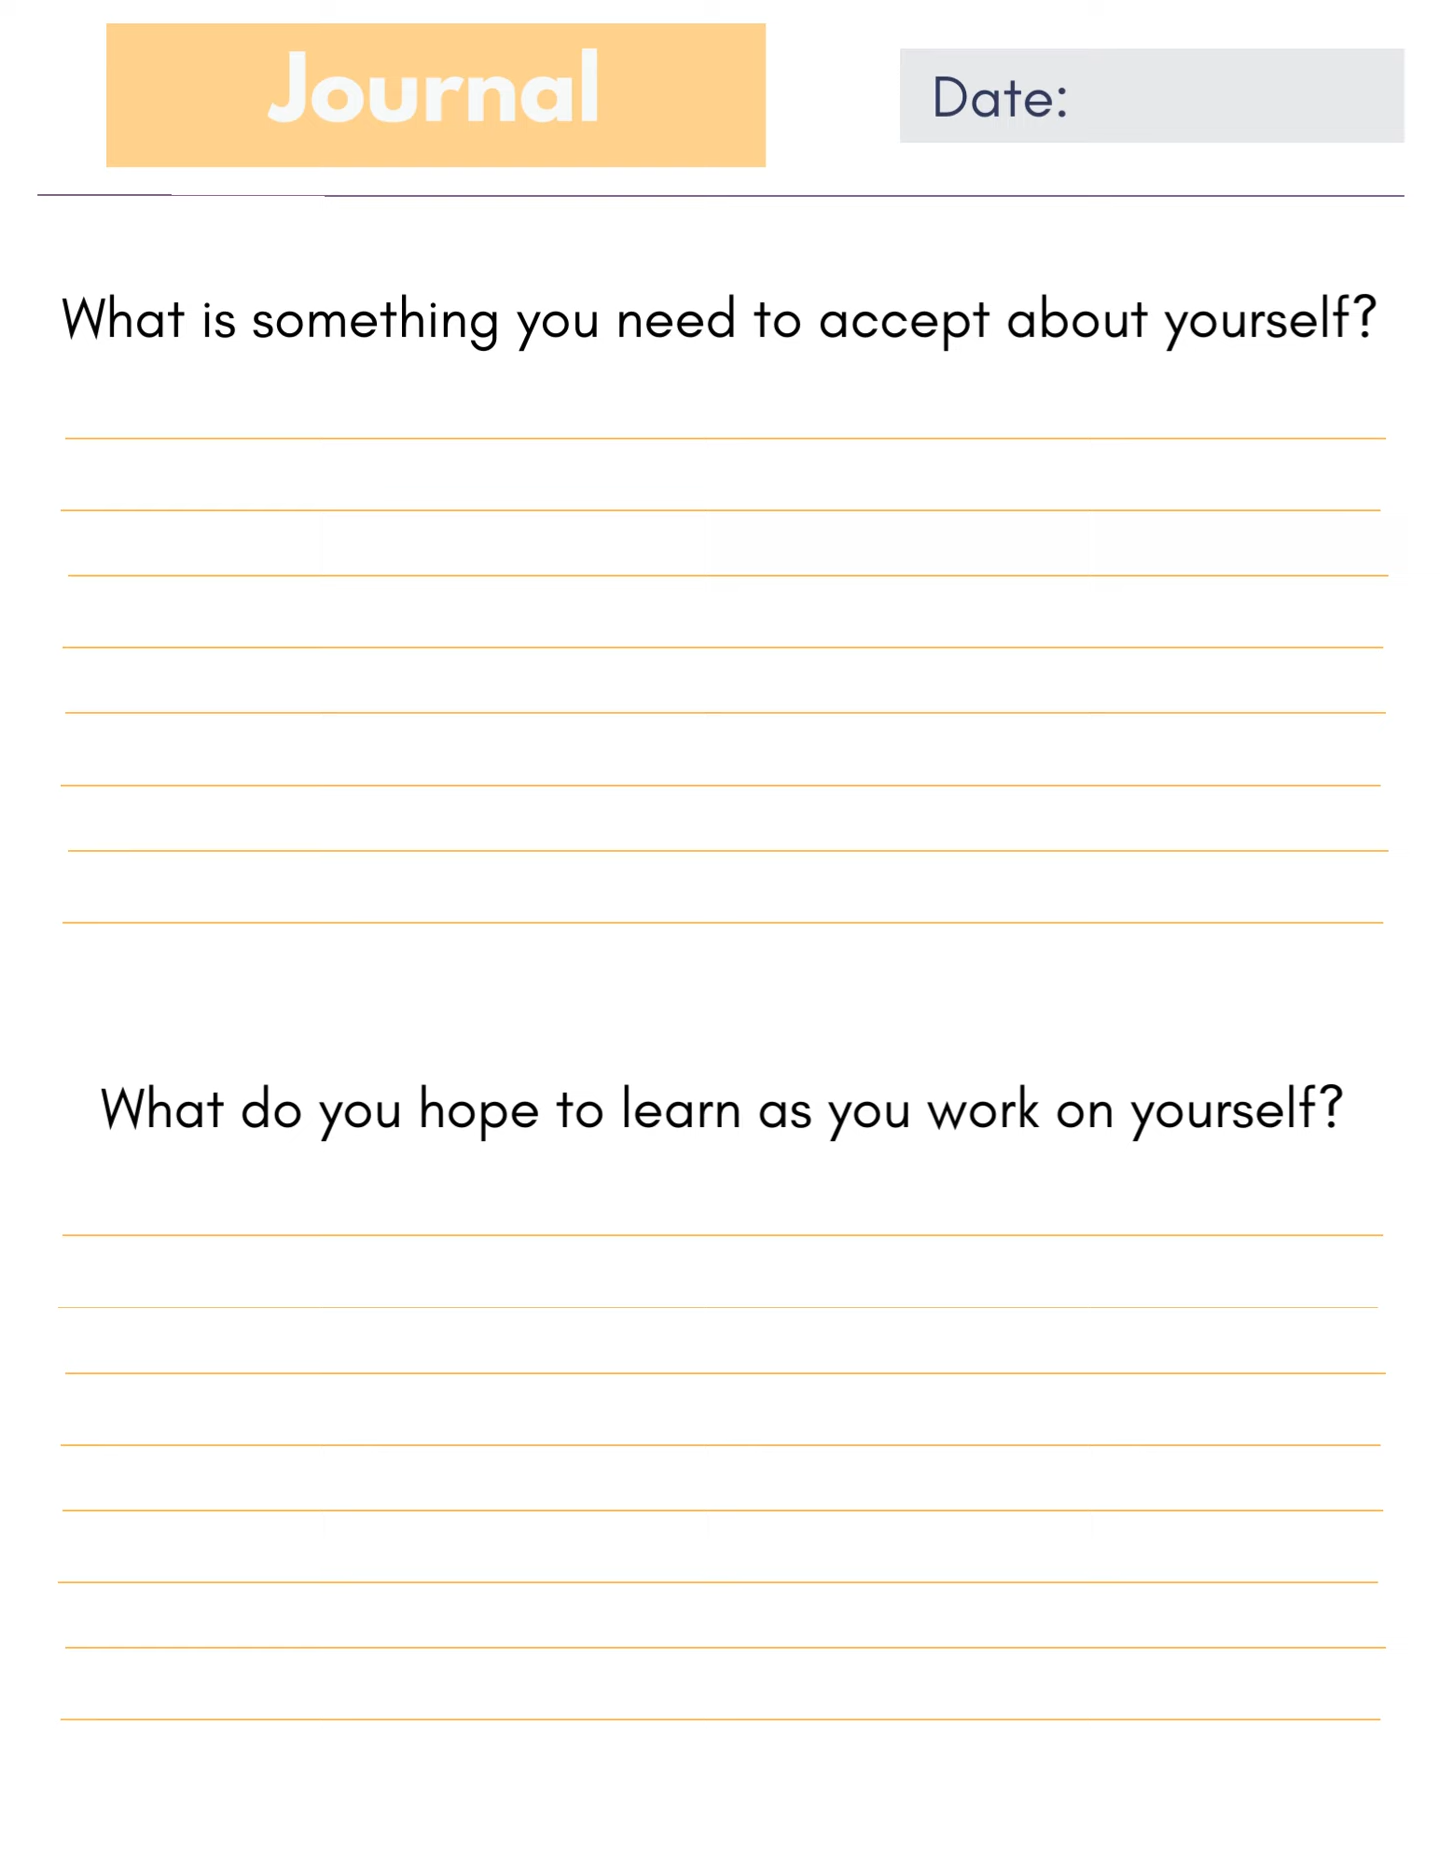 Journal
Date:
What is something you need to accept about yourself?
What do you hope to learn as you work on yourself?